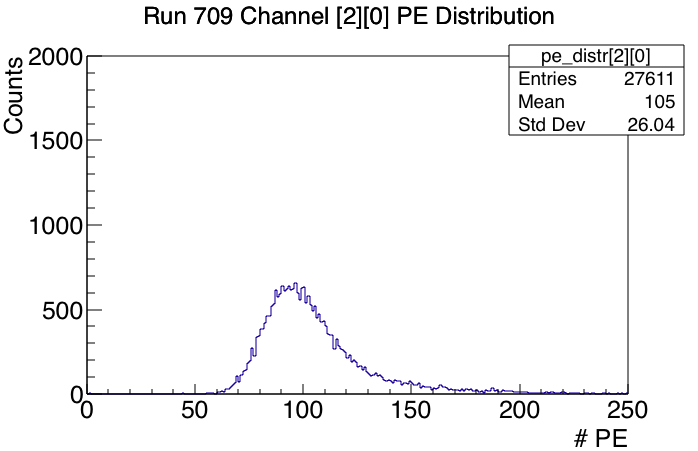 Run 709 Channel [2][0] PE Distribution
pe_distr[2][0]
Entries 27611
Mean 105
Std Dev 26.04
Counts
2000
1500
1000
500
0
0 50 100 150 200 250
# PE